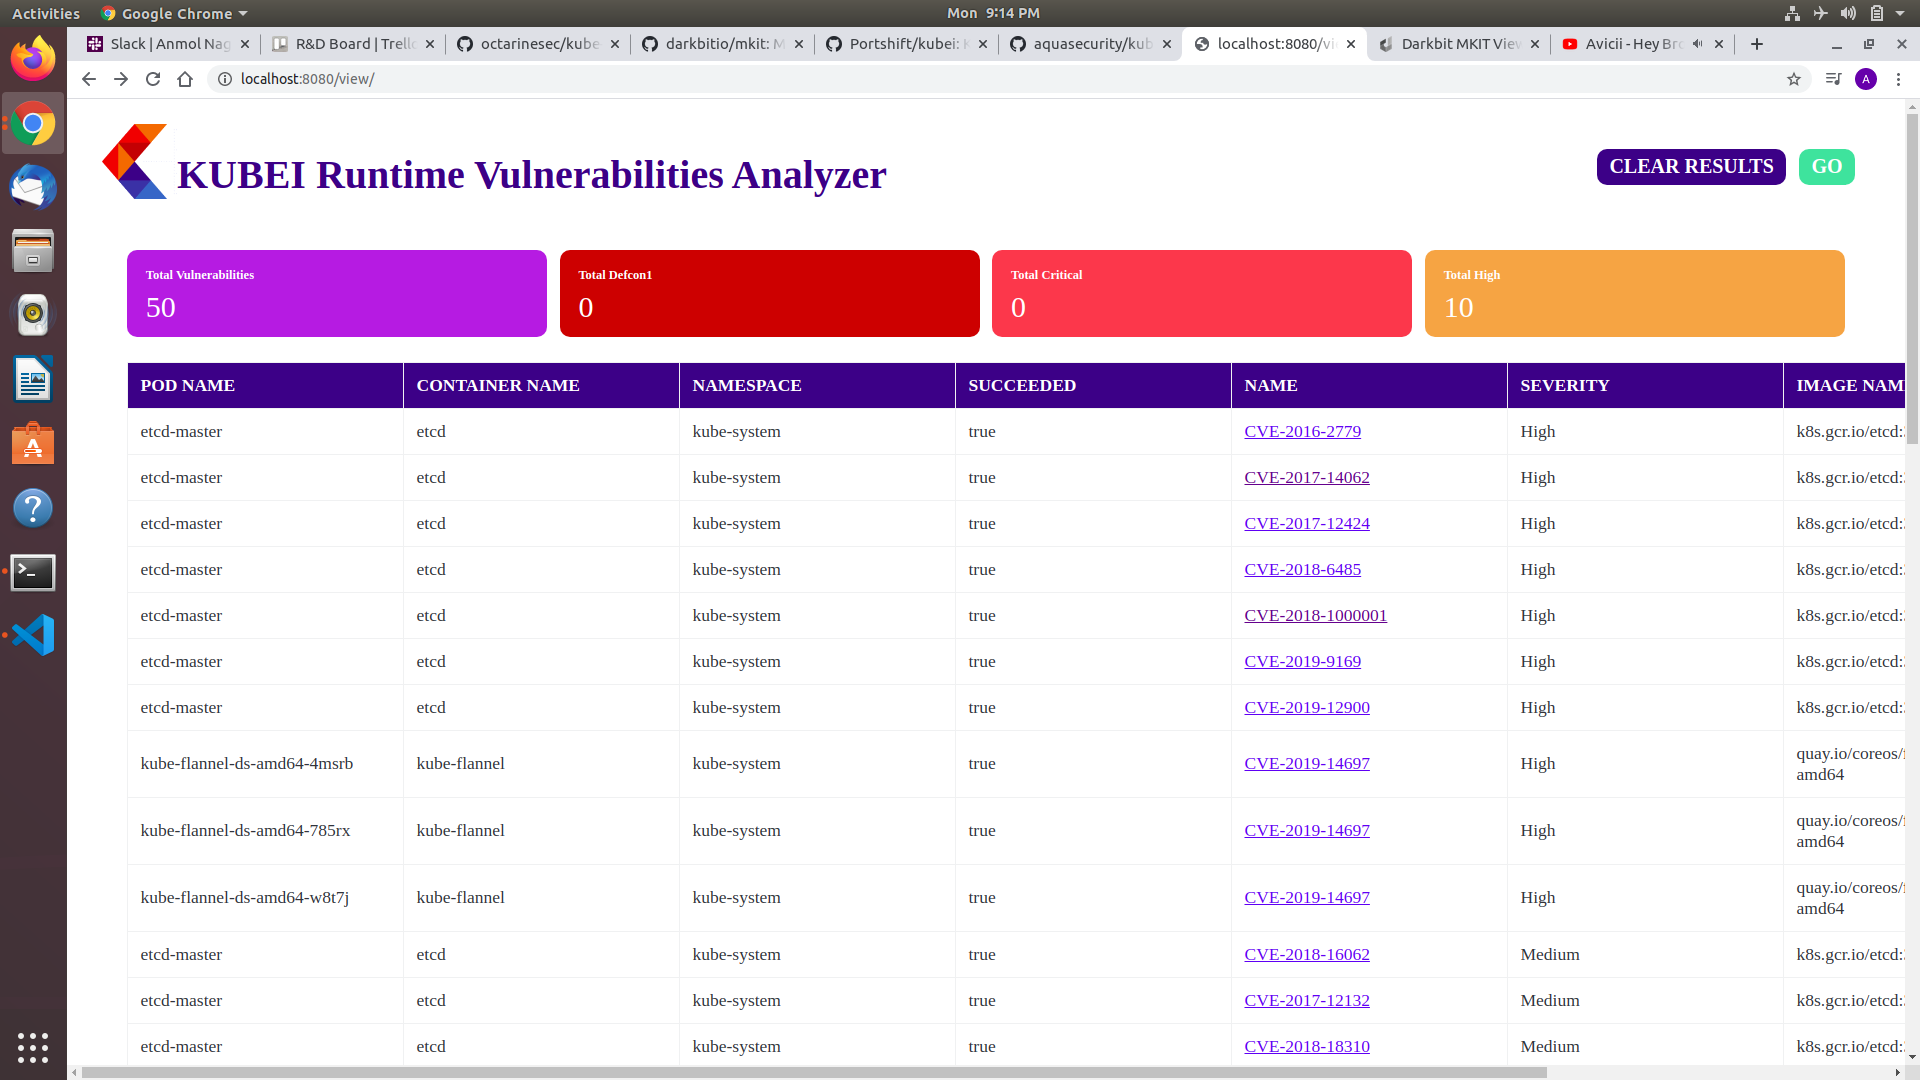 Activities Google Chrome Mon 9:14 PM
Slack | Anmol Nag R&D Board | Trello octarinesec/kube darkbitio/mkit: M Portshift/kubei: K aquasecurity/kub localhost:8080/vi Darkbit MKIT View Avicii - Hey Bro
localhost:8080/view/ A
KUBEI Runtime Vulnerabilities Analyzer CLEAR RESULTS GO
Total Vulnerabilities Total Defcon1 Total Critical Total High
50 0 0 10
POD NAME CONTAINER NAME NAMESPACE SUCCEEDED NAME SEVERITY IMAGE NAM
etcd-master etcd kube-system true CVE-2016-2779 High k8s.gcr.io/etcd:
etcd-master etcd kube-system true CVE-2017-14062 High k8s.gcr.io/etcd:
etcd-master etcd kube-system true CVE-2017-12424 High k8s.gcr.io/etcd:
etcd-master etcd kube-system true CVE-2018-6485 High k8s.gcr.io/etcd:
etcd-master etcd kube-system true CVE-2018-1000001 High k8s.gcr.io/etcd:
etcd-master etcd kube-system true CVE-2019-9169 High k8s.gcr.io/etcd:
etcd-master etcd kube-system true CVE-2019-12900 High k8s.gcr.io/etcd:
kube-flannel-ds-amd64-4msrb kube-flannel kube-system true CVE-2019-14697 High quay.io/coreos/
amd64
kube-flannel-ds-amd64-785rx kube-flannel kube-system true CVE-2019-14697 High quay.io/coreos/
amd64
kube-flannel-ds-amd64-w8t7j kube-flannel kube-system true CVE-2019-14697 High quay.io/coreos/
amd64
etcd-master etcd kube-system true CVE-2018-16062 Medium k8s.gcr.io/etcd:
etcd-master etcd kube-system true CVE-2017-12132 Medium k8s.gcr.io/etcd:
etcd-master etcd kube-system true CVE-2018-18310 Medium k8s.gcr.io/etcd: